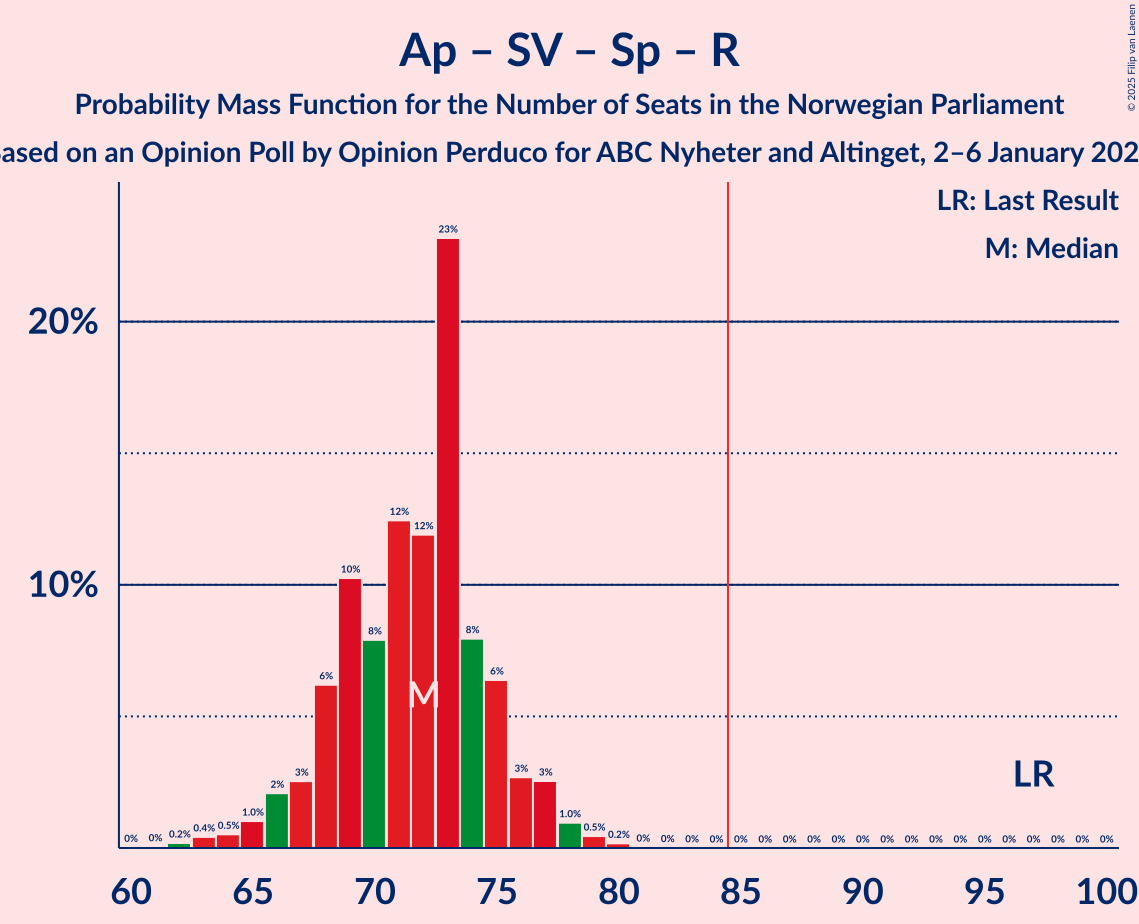 Ap – SV – Sp – R
Probability Mass Function for the Number of Seats in the Norwegian Parliament
ased on an Opinion Poll by Opinion Perduco for ABC Nyheter and Altinget, 2–6 January 202
© 2025 Filip van Laenen
LR: Last Result
M: Median
23%
20%
12%
12%
10%
10%
8%
8%
6%
6%
M
3%
3%
3%
2%
LR
1.0%
1.0%
0.5%
0.4%
0.5%
0.2%
0.2%
0% 0% 0% 0% 0% 0% 0% 0% 0% 0% 0% 0% 0% 0% 0% 0% 0% 0% 0% 0% 0% 0%
60 65 70 75 80 85 90 95 100